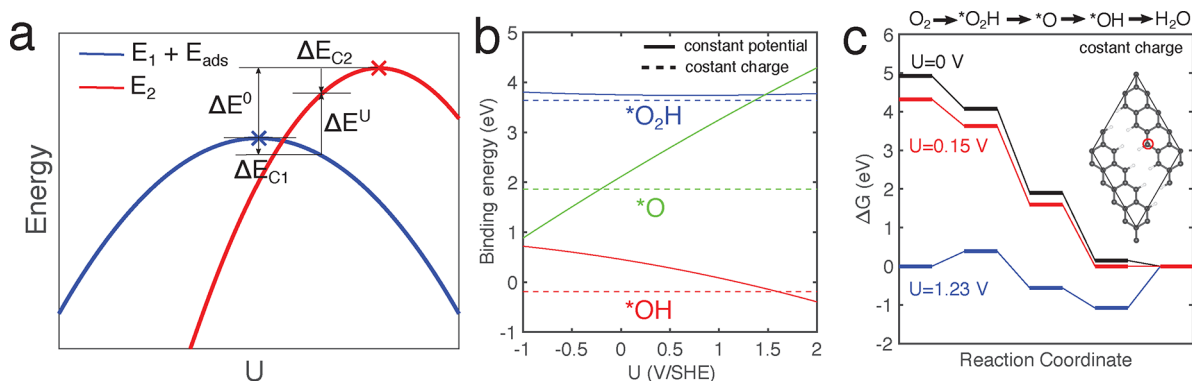 a
E1 + Eads
E2
ΔEC2
ΔE0
ΔEU
ΔEC1
Energy
U
b
constant potential
costant charge
*O2H
*O
*OH
Binding energy (eV)
5
4
3
2
1
0
-1
-1 -0.5 0 0.5 1 1.5 2
U (V/SHE)
c
O2 *O2H *O *OH H2O
costant charge
U=0 V
U=0.15 V
U=1.23 V
ΔG (eV)
6
5
4
3
2
1
0
-1
-2
Reaction Coordinate